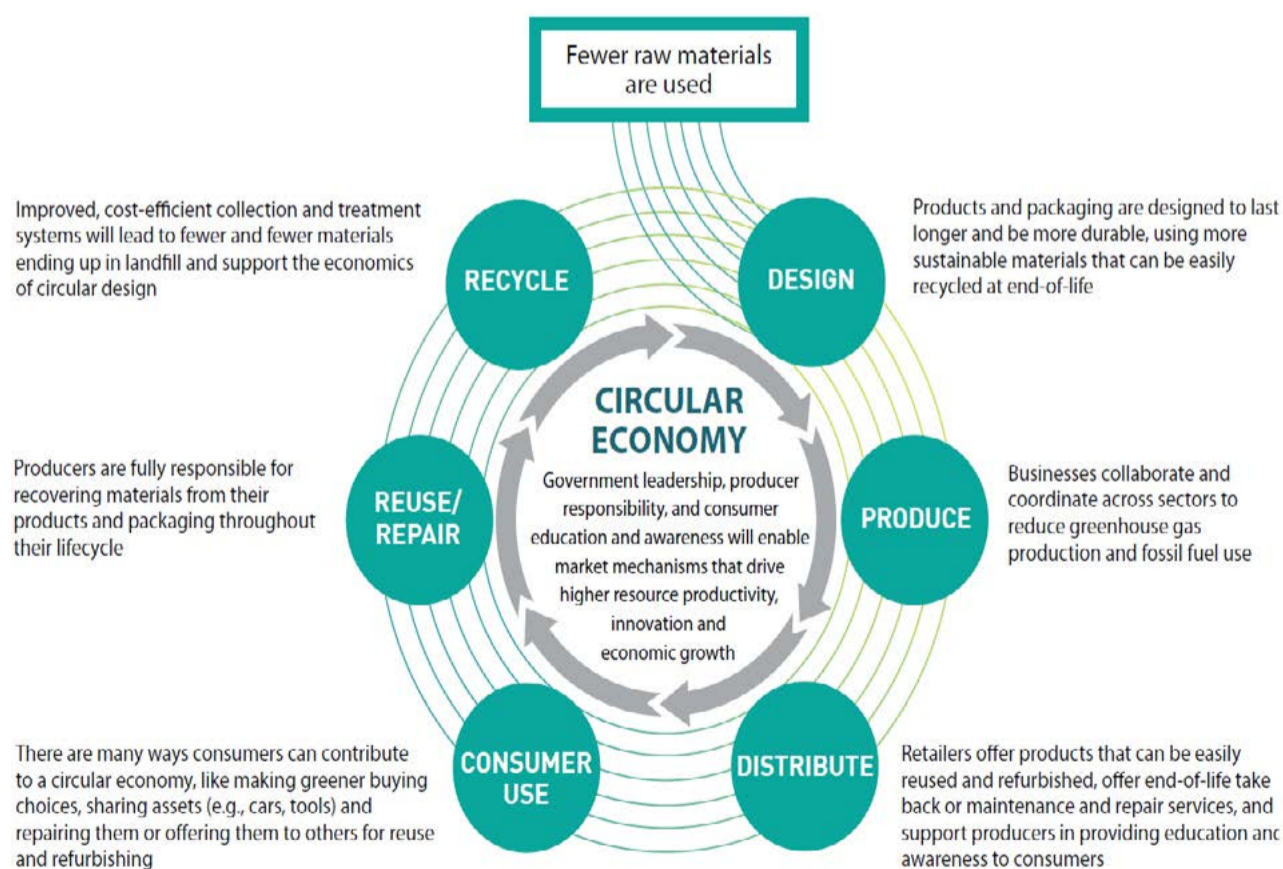 Fewer raw materials
are used
Improved, cost-efficient collection and treatment
systems will lead to fewer and fewer materials
ending up in landfill and support the economics
of circular design
RECYCLE
DESIGN
Products and packaging are designed to last
longer and be more durable, using more
sustainable materials that can be easily
recycled at end-of-life
CIRCULAR
ECONOMY
Government leadership, producer
responsibility, and consumer
education and awareness will enable
market mechanisms that drive
higher resource productivity,
innovation and
economic growth
Producers are fully responsible for
recovering materials from their
products and packaging throughout
their lifecycle
REUSE/
REPAIR
PRODUCE
Businesses collaborate and
coordinate across sectors to
reduce greenhouse gas
production and fossil fuel use
There are many ways consumers can contribute
to a circular economy, like making greener buying
choices, sharing assets (e.g., cars, tools) and
repairing them or offering them to others for reuse
and refurbishing
CONSUMER
USE
DISTRIBUTE
Retailers offer products that can be easily
reused and refurbished, offer end-of-life take
back or maintenance and repair services, and
support producers in providing education and
awareness to consumers